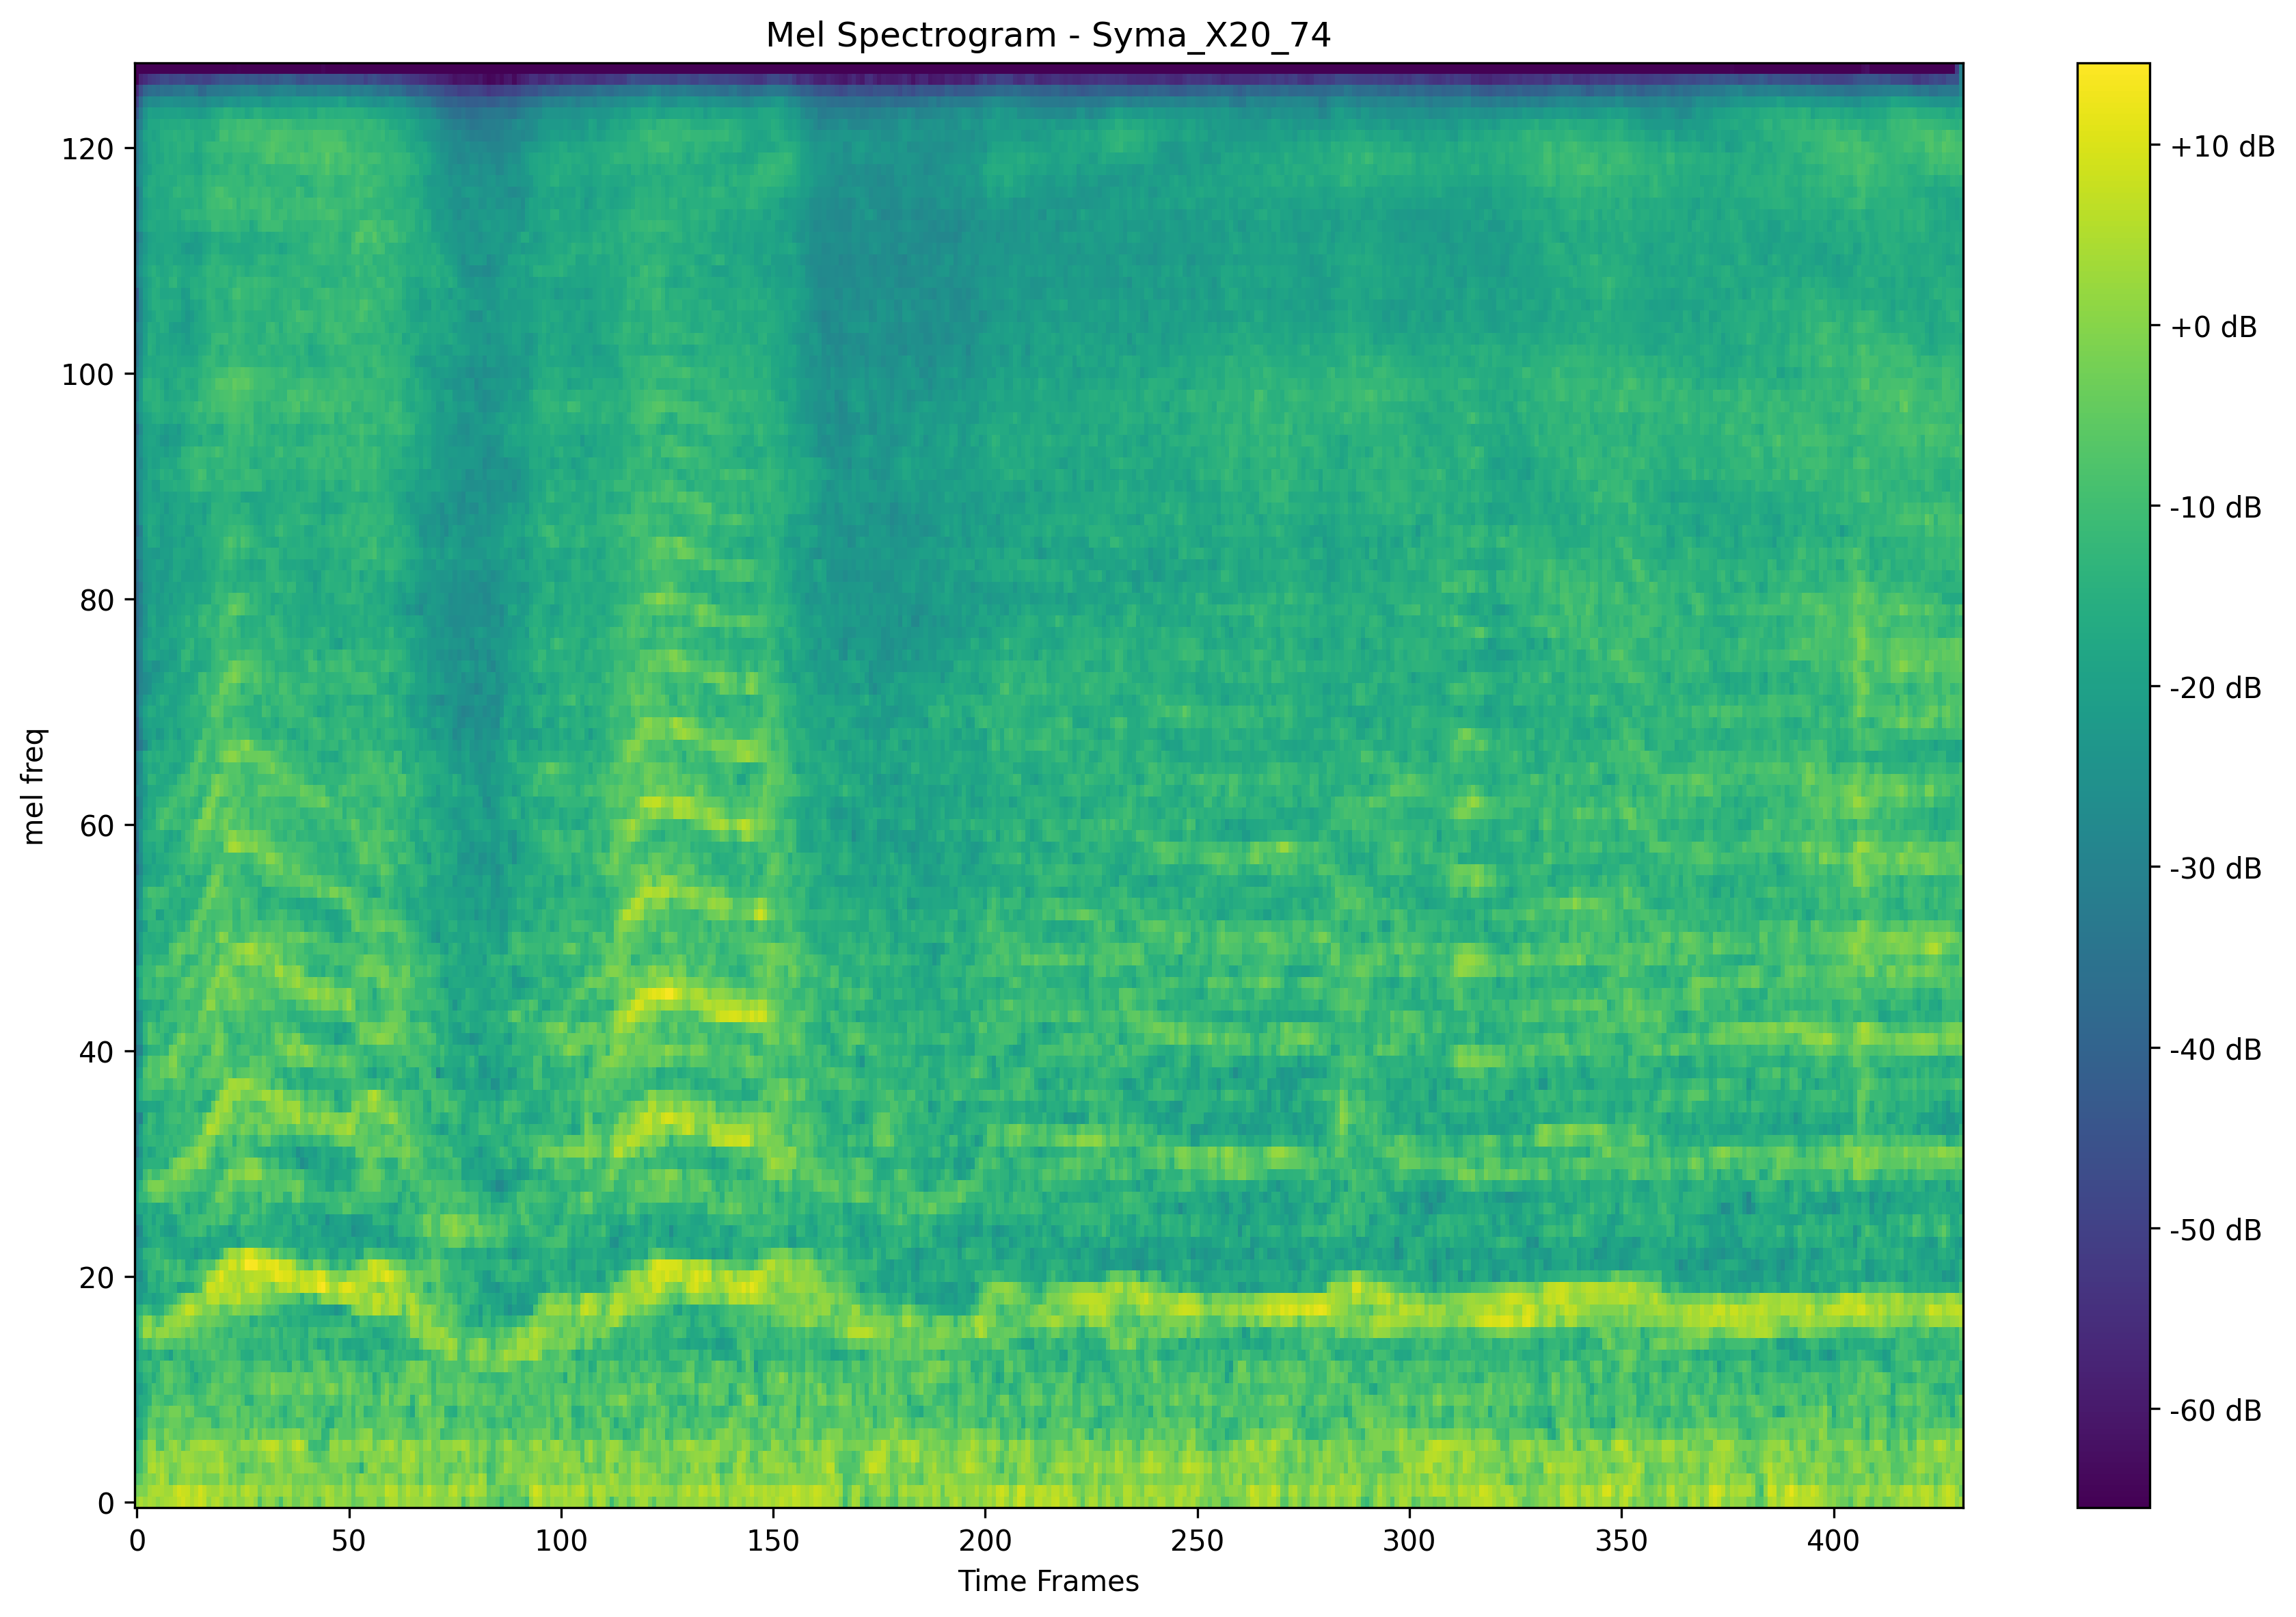 Mel Spectrogram - Syma_X20_74
mel freq
120
100
80
60
40
20
0
0 50 100 150 200 250 300 350 400
Time Frames
+10 dB
+0 dB
-10 dB
-20 dB
-30 dB
-40 dB
-50 dB
-60 dB